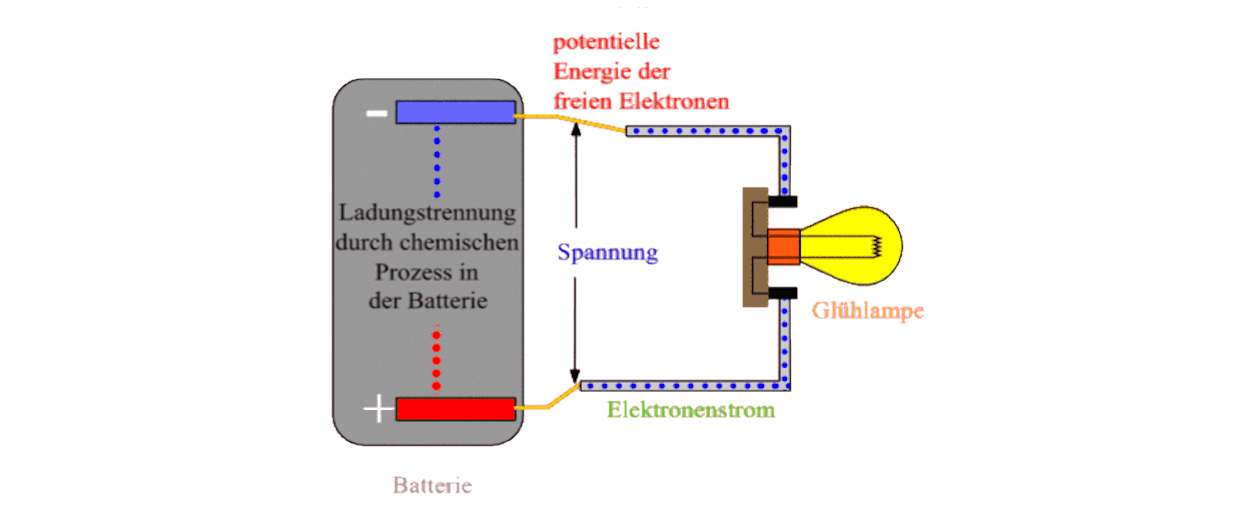 potentielle
Energie der
freien Elektronen
-
Ladungstrennung
durch chemischen
Prozess in
der Batterie
Spannung
Glühlampe
+
Elektronenstrom
Batterie